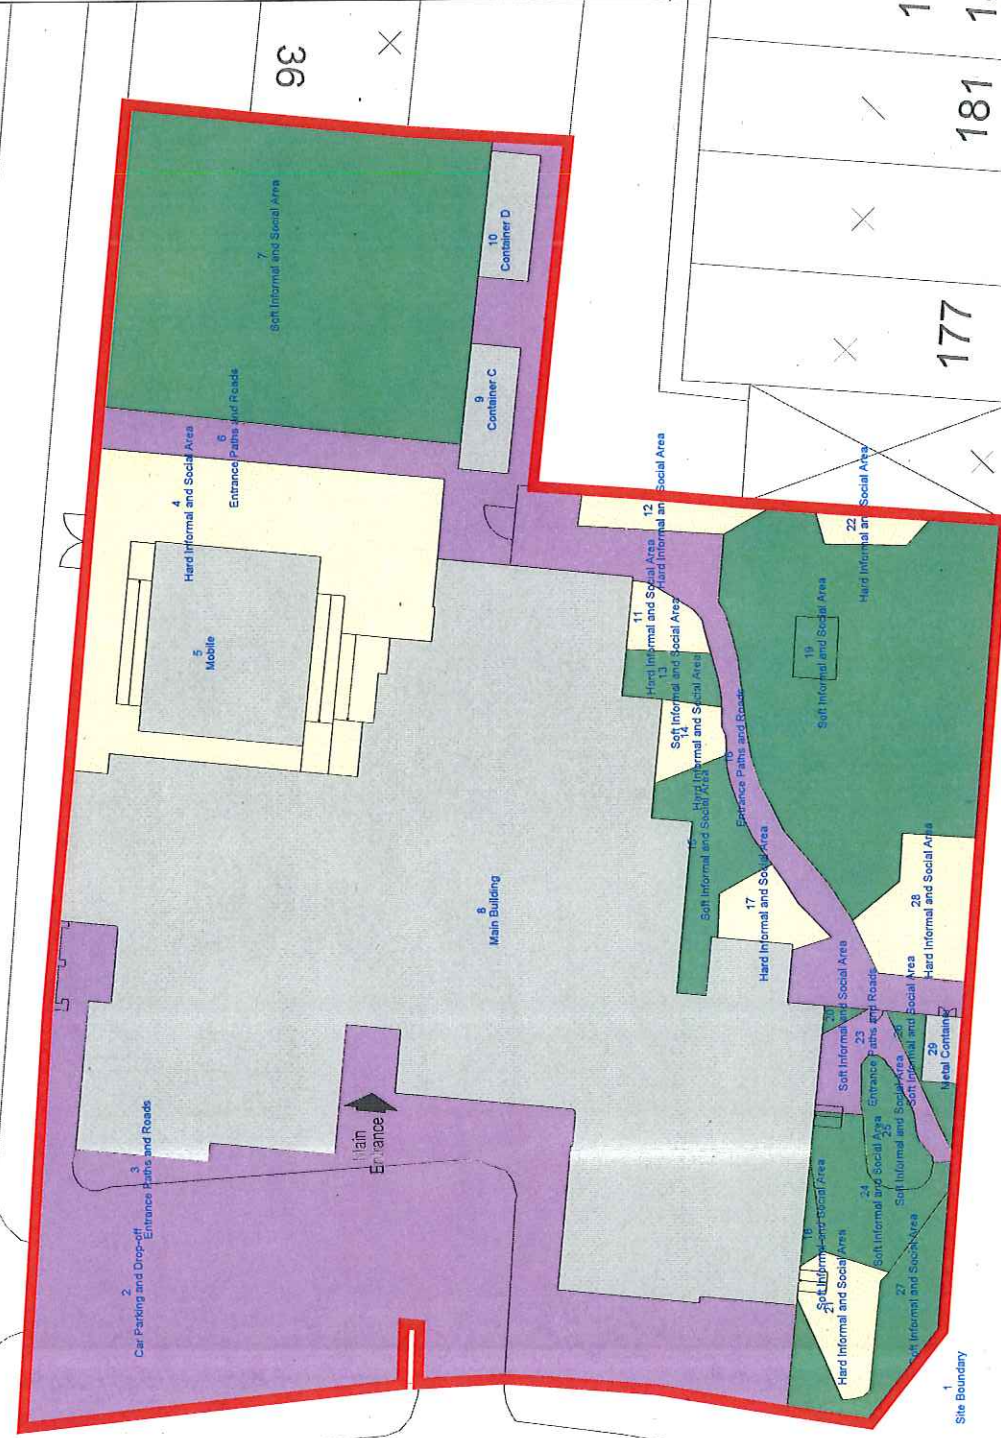 36
181
177
7
Soft Informal and Social Area
10
Container D
9
Container C
6
Entrance Paths and Roads
4
Hard Informal and Social Area
5
Mobile
12
Hard Informal and Social Area
11
Hard Informal and Social Area
13
Soft Informal and Social Area
14
Hard Informal and Social Area
15
Soft Informal and Social Area
16
Entrance Paths and Roads
17
Hard Informal and Social Area
22
Hard Informal and Social Area
19
Soft Informal and Social Area
8
Main Building
28
Hard Informal and Social Area
20
Soft Informal and Social Area
23
Entrance Paths and Roads
26
Soft Informal and Social Area
29
Metal Container
25
Soft Informal and Social Area
24
Soft Informal and Social Area
18
Soft Informal and Social Area
21
Hard Informal and Social Area
27
Soft Informal and Social Area
3
Entrance Paths and Roads
2
Car Parking and Drop-off
Main
Entrance
1
Site Boundary